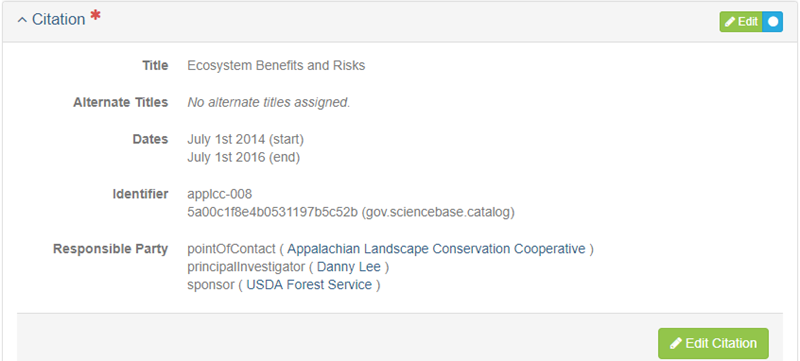 Citation *
Edit
Title Ecosystem Benefits and Risks
Alternate Titles No alternate titles assigned.
Dates July 1st 2014 (start)
July 1st 2016 (end)
Identifier applcc-008
5a00c1f8e4b0531197b5c52b (gov.sciencebase.catalog)
Responsible Party pointOfContact ( Appalachian Landscape Conservation Cooperative )
principalInvestigator ( Danny Lee )
sponsor ( USDA Forest Service )
Edit Citation